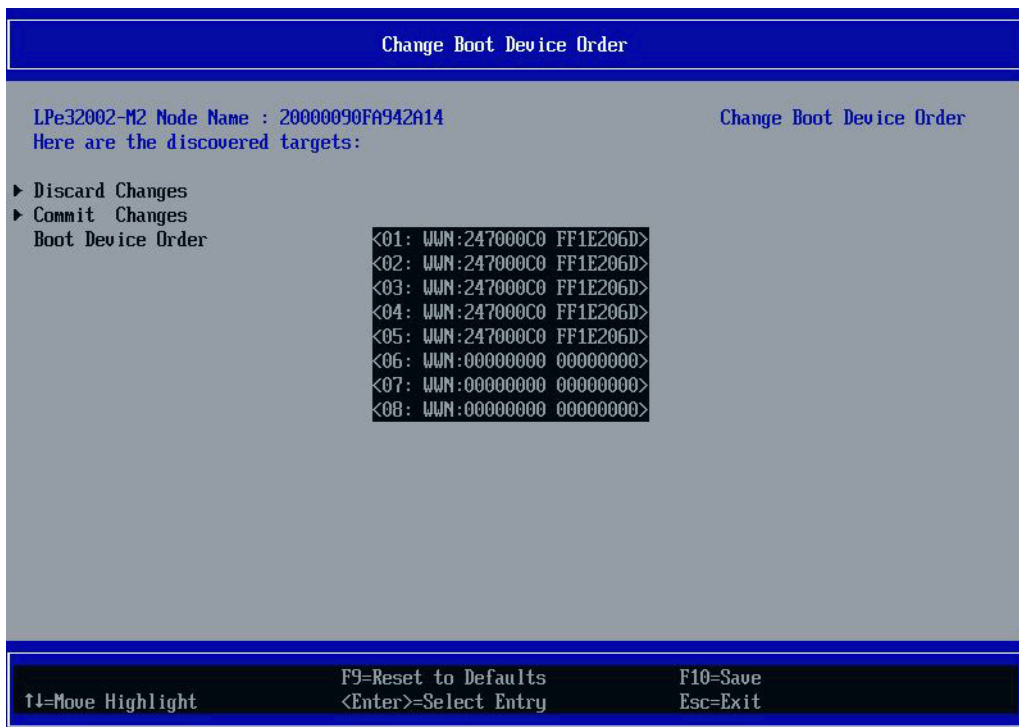 Change Boot Device Order
LPe32002-M2 Node Name : 20000090FA942A14
Change Boot Device Order
Here are the discovered targets:
Discard Changes
Commit  Changes
Boot Device Order
<01: WWN:247000C0 FF1E206D>
<02: WWN:247000C0 FF1E206D>
<03: WWN:247000C0 FF1E206D>
<04: WWN:247000C0 FF1E206D>
<05: WWN:247000C0 FF1E206D>
<06: WWN:00000000 00000000>
<07: WWN:00000000 00000000>
<08: WWN:00000000 00000000>
F9=Reset to Defaults
F10=Save
↑↓=Move Highlight
<Enter>=Select Entry
Esc=Exit